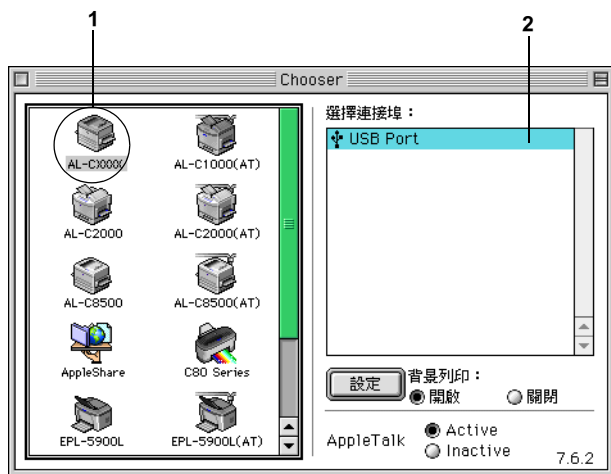 1
2
Chooser
AL-CXXXX
AL-C1000(AT)
AL-C2000
AL-C2000(AT)
AL-C8500
AL-C8500(AT)
AppleShare
C80 Series
EPL-5900L
EPL-5900L(AT)
選擇連接埠：
USB Port
設定
背景列印：
開啟
關閉
AppleTalk
Active
Inactive
7.6.2